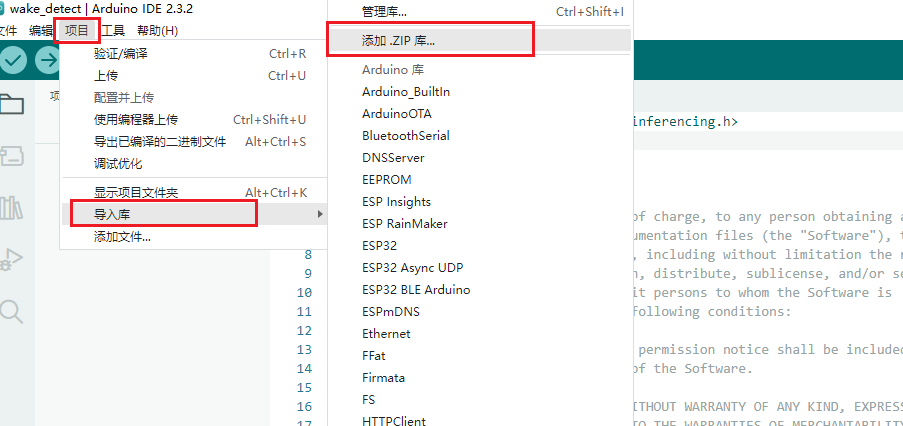 wake_detect | Arduino IDE 2.3.2
文件 编辑 项目 工具 帮助(H)
验证/编译 Ctrl+R
上传 Ctrl+U
配置并上传
使用编程器上传 Ctrl+Shift+U
导出已编译的二进制文件 Alt+Ctrl+S
调试优化
显示项目文件夹 Alt+Ctrl+K
导入库
添加文件...
管理库... Ctrl+Shift+I
添加 .ZIP 库...
Arduino 库
Arduino_BuiltIn
ArduinoOTA
BluetoothSerial
DNSServer
EEPROM
ESP Insights
ESP RainMaker
ESP32
ESP32 Async UDP
ESP32 BLE Arduino
ESPmDNS
Ethernet
FFat
Firmata
FS
HTTPClient
项
inferencing.h>
of charge, to any person obtaining a
umentation files (the "Software"), t
8 , including without limitation the r
9 n, distribute, sublicense, and/or se
10 it persons to whom the Software is
11 following conditions:
12
13 permission notice shall be included
14 of the Software.
15
16 ITHOUT WARRANTY OF ANY KIND, EXPRESS
17 TO THE WARRANTIES OF MERCHANTABILITY